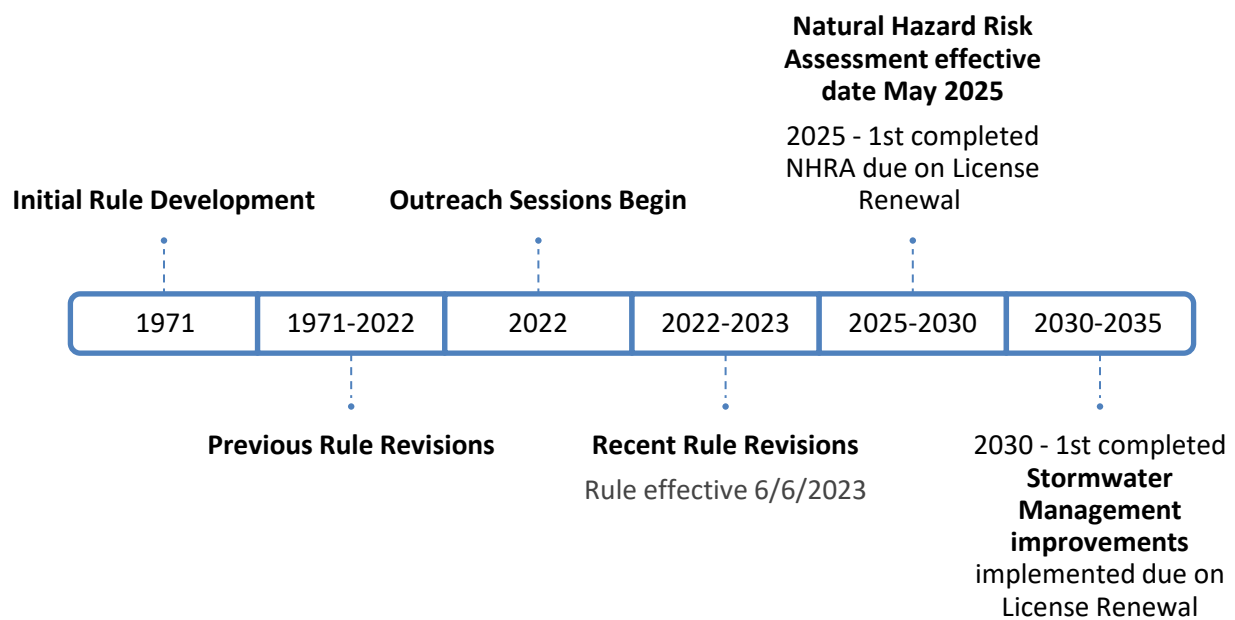 Natural Hazard Risk
Assessment effective
date May 2025
2025 - 1st completed
NHRA due on License
Renewal
Initial Rule Development
Outreach Sessions Begin
1971
1971-2022
2022
2022-2023
2025-2030
2030-2035
Previous Rule Revisions
Recent Rule Revisions
Rule effective 6/6/2023
2030 - 1st completed
Stormwater
Management
improvements
implemented due on
License Renewal